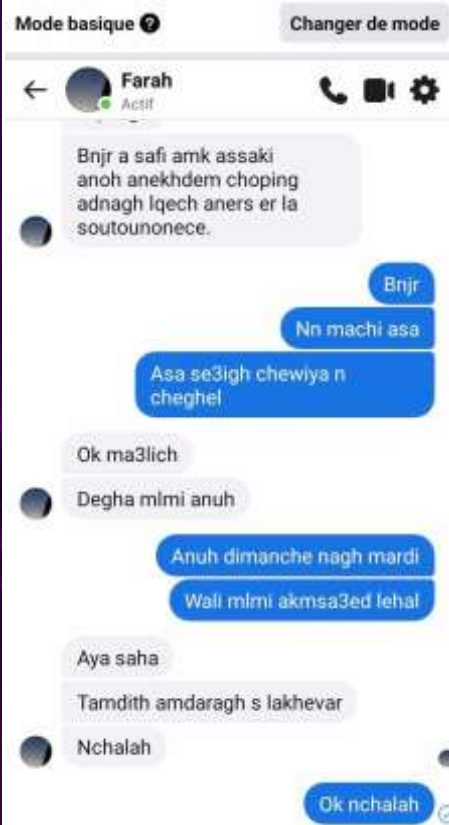 Mode basique
Changer de mode
Farah
Actif
Bnjr a safi amk assaki
anoh anekhdem choping
adnagh lqech aners er la
soutounonece.
Bnjr
Nn machi asa
Asa se3igh chewiya n
cheghel
Ok ma3lich
Degha mlmi anuh
Anuh dimanche nagh mardi
Wali mlmi akmsa3ed lehal
Aya saha
Tamdith amdaragh s lakhevar
Nchalah
Ok nchalah